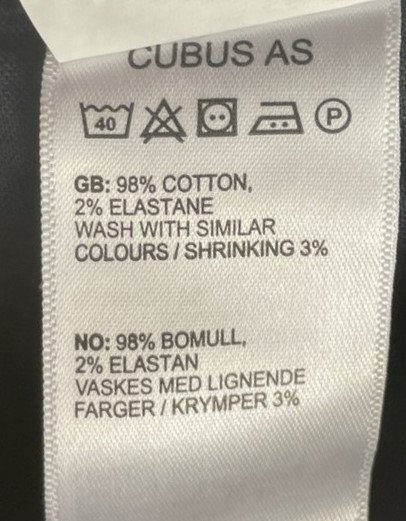 CUBUS AS
40 P
GB: 98% COTTON,
2% ELASTANE
WASH WITH SIMILAR
COLOURS / SHRINKING 3%
NO: 98% BOMULL,
2% ELASTAN
VASKES MED LIGNENDE
FARGER / KRYMPER 3%